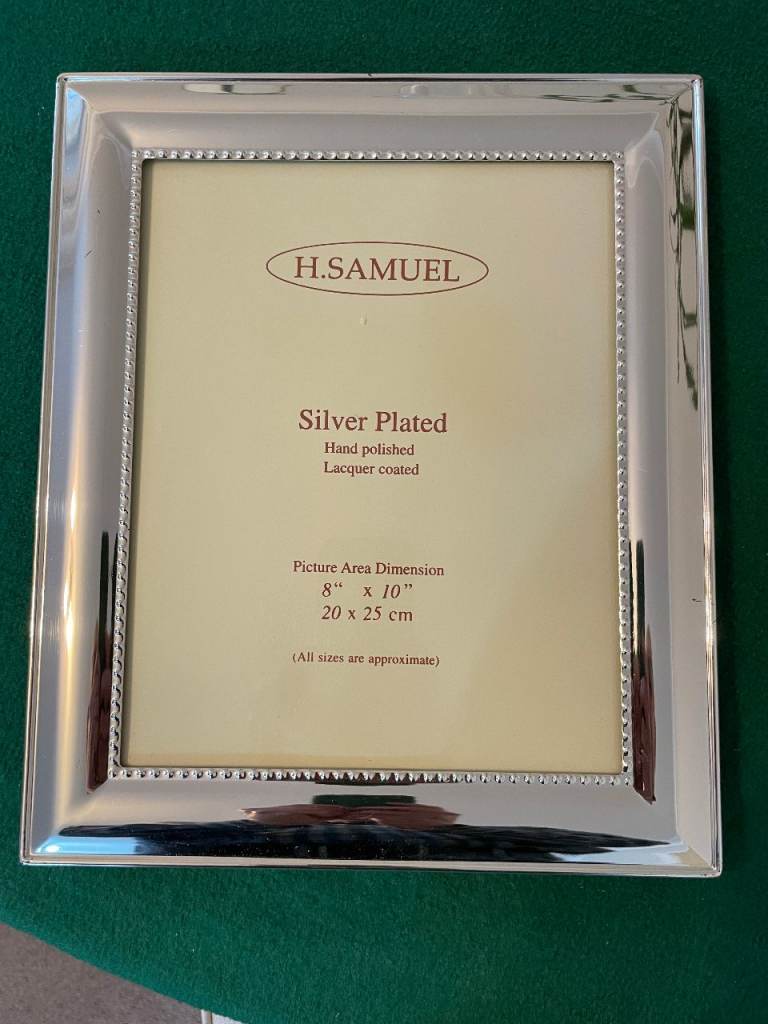 H.SAMUEL
Silver Plated
Hand polished
Lacquer coated
Picture Area Dimension
8“ x 10”
20 x 25 cm
(All sizes are approximate)